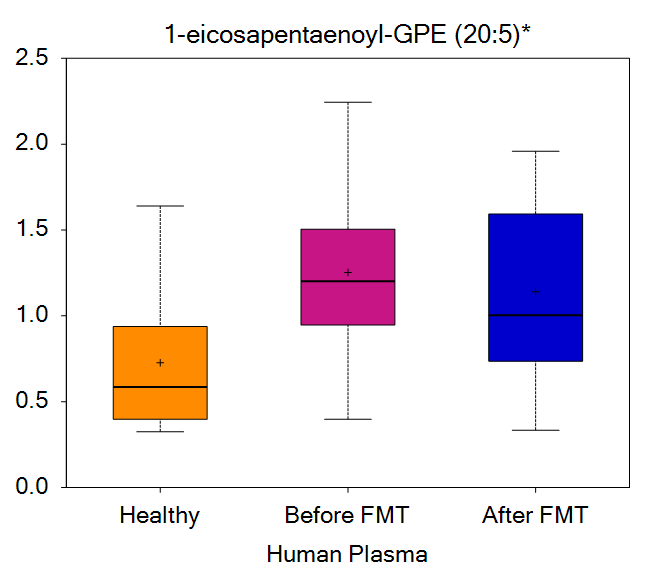 1-eicosapentaenoyl-GPE (20:5)*
2.5
2.0
1.5
1.0
0.5
0.0
Healthy Before FMT After FMT
Human Plasma